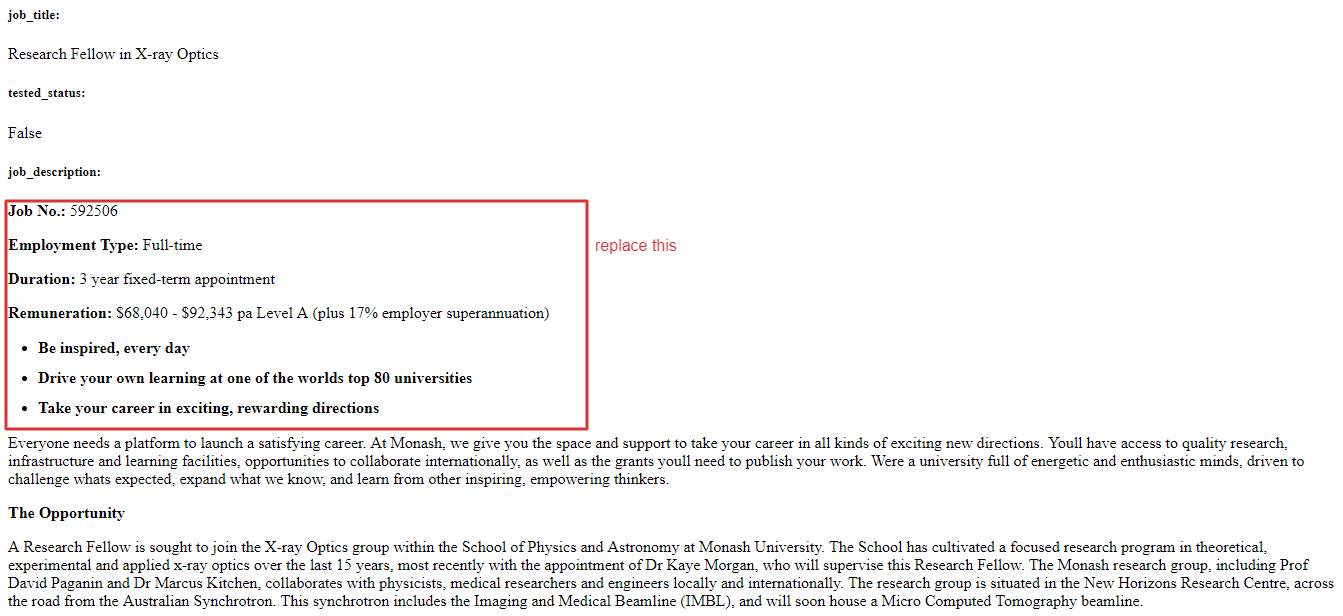 job_title:
Research Fellow in X-ray Optics
tested_status:
False
job_description:
Job No.: 592506
Employment Type: Full-time
replace this
Duration: 3 year fixed-term appointment
Remuneration: $68,040 - $92,343 pa Level A (plus 17% employer superannuation)
• Be inspired, every day
• Drive your own learning at one of the worlds top 80 universities
• Take your career in exciting, rewarding directions
Everyone needs a platform to launch a satisfying career. At Monash, we give you the space and support to take your career in all kinds of exciting new directions. Youll have access to quality research,
infrastructure and learning facilities, opportunities to collaborate internationally, as well as the grants youll need to publish your work. Were a university full of energetic and enthusiastic minds, driven to
challenge whats expected, expand what we know, and learn from other inspiring, empowering thinkers.
The Opportunity
A Research Fellow is sought to join the X-ray Optics group within the School of Physics and Astronomy at Monash University. The School has cultivated a focused research program in theoretical,
experimental and applied x-ray optics over the last 15 years, most recently with the appointment of Dr Kaye Morgan, who will supervise this Research Fellow. The Monash research group, including Prof
David Paganin and Dr Marcus Kitchen, collaborates with physicists, medical researchers and engineers locally and internationally. The research group is situated in the New Horizons Research Centre, across
the road from the Australian Synchrotron. This synchrotron includes the Imaging and Medical Beamline (IMBL), and will soon house a Micro Computed Tomography beamline.